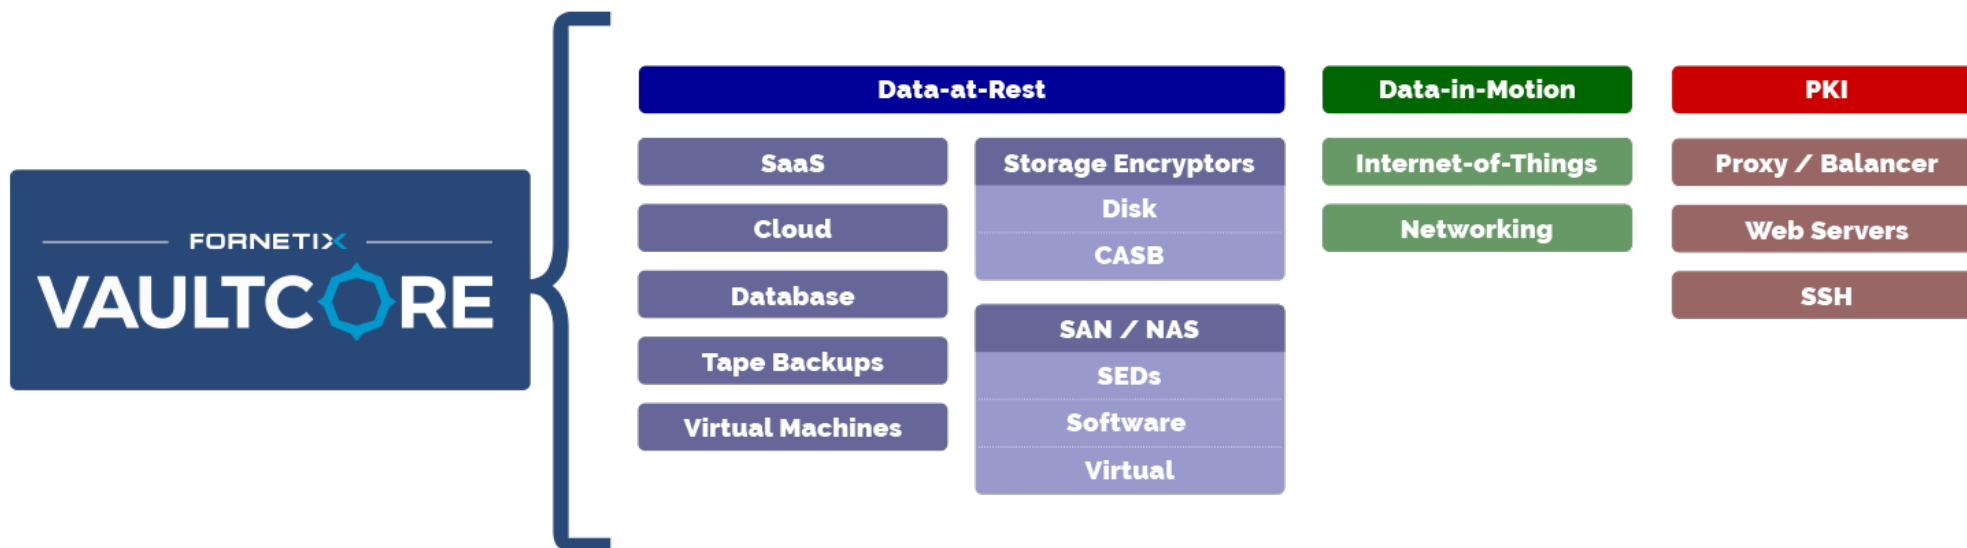 FORNETIX
VAULTCORE
Data-at-Rest
SaaS
Cloud
Database
Tape Backups
Virtual Machines
Storage Encryptors
Disk
CASB
SAN / NAS
SEDs
Software
Virtual
Data-in-Motion
Internet-of-Things
Networking
PKI
Proxy / Balancer
Web Servers
SSH